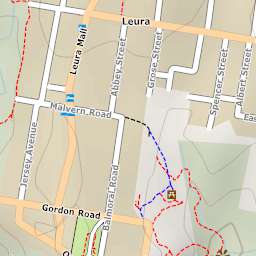 Leura
Leura Mall
Abbey Street
Grose Street
Spencer Street
Albert Street
Eas
Malvern Road
Jersey Avenue
Balmoral Road
Gordon Road